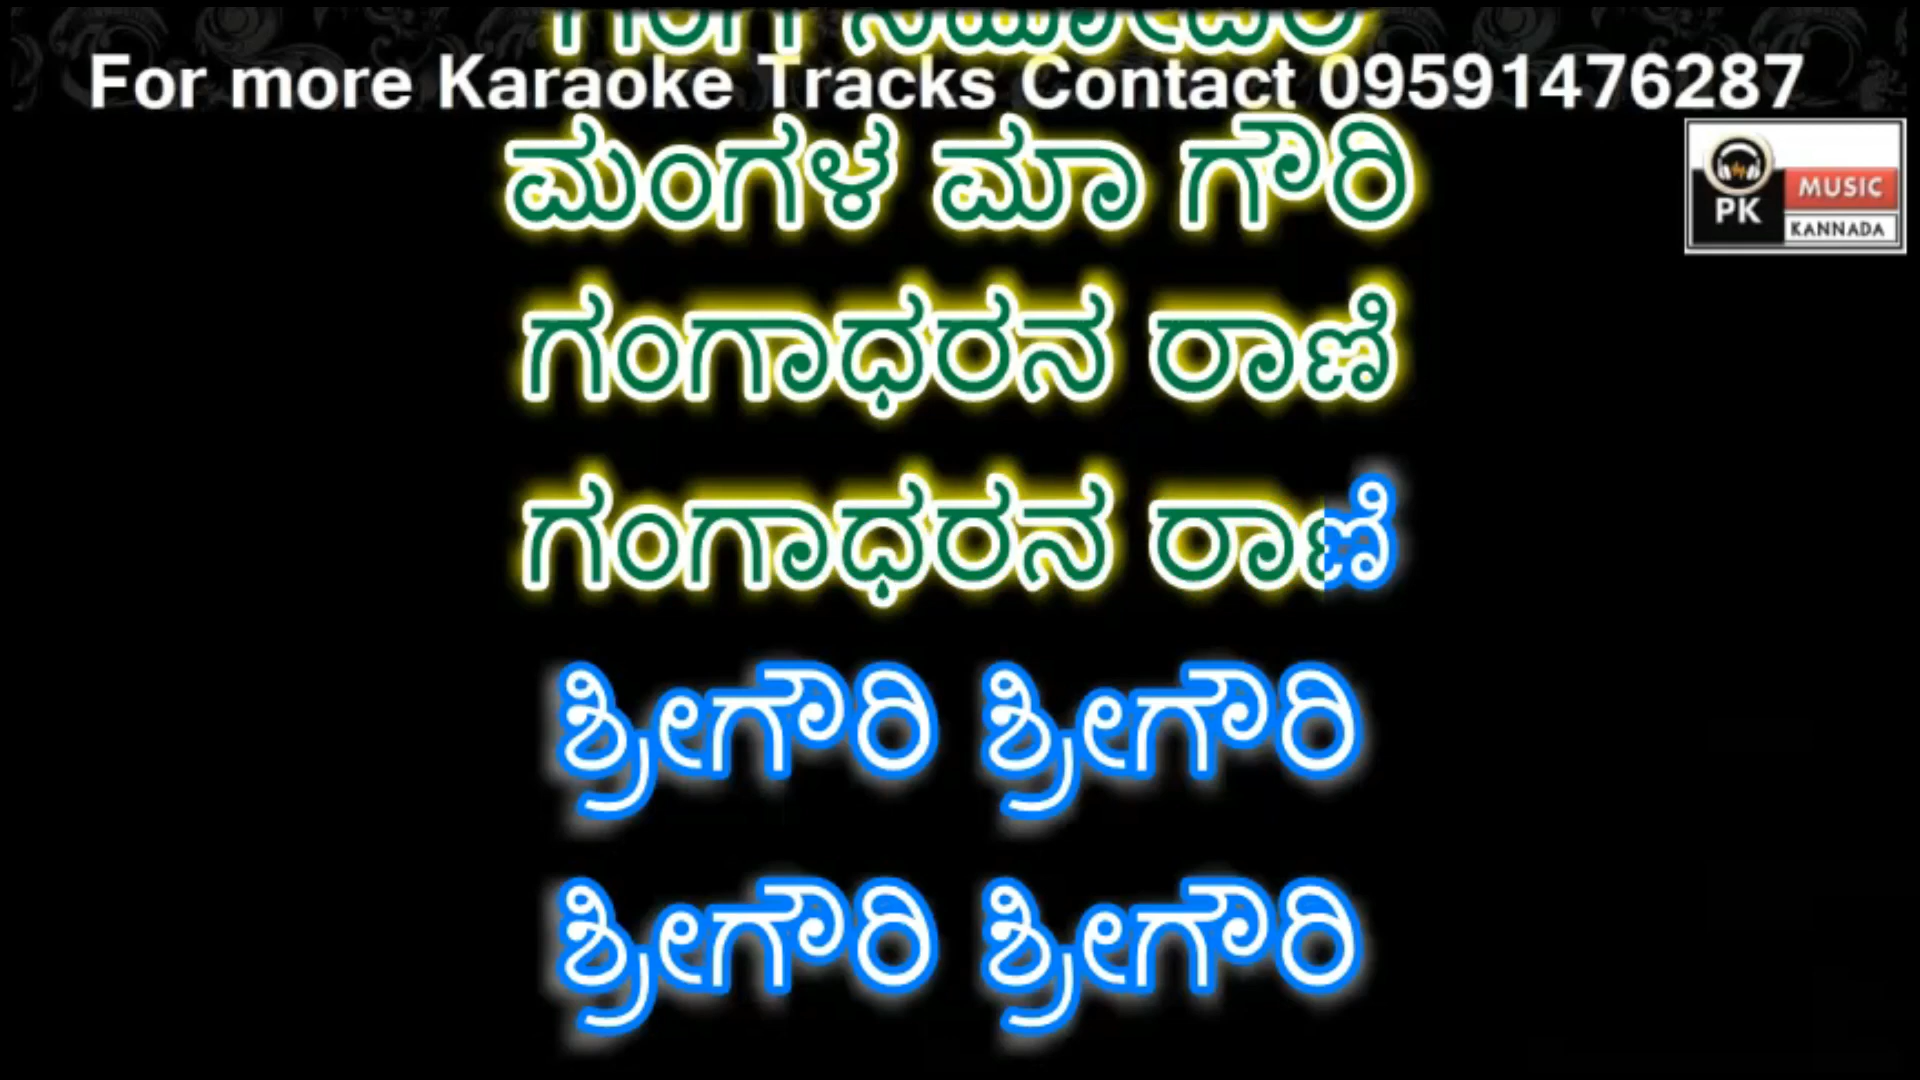 For more Karaoke Tracks Contact 09591476287
ಮಂಗಳ ಮಾ ಗೌರಿ
PK
MUSIC
KANNADA
ಗಂಗಾಧರನ ರಾಣಿ
ಗಂಗಾಧರನ ರಾಣಿ
ಶ್ರೀಗೌರಿ ಶ್ರೀಗೌರಿ
ಶ್ರೀಗೌರಿ ಶ್ರೀಗೌರಿ